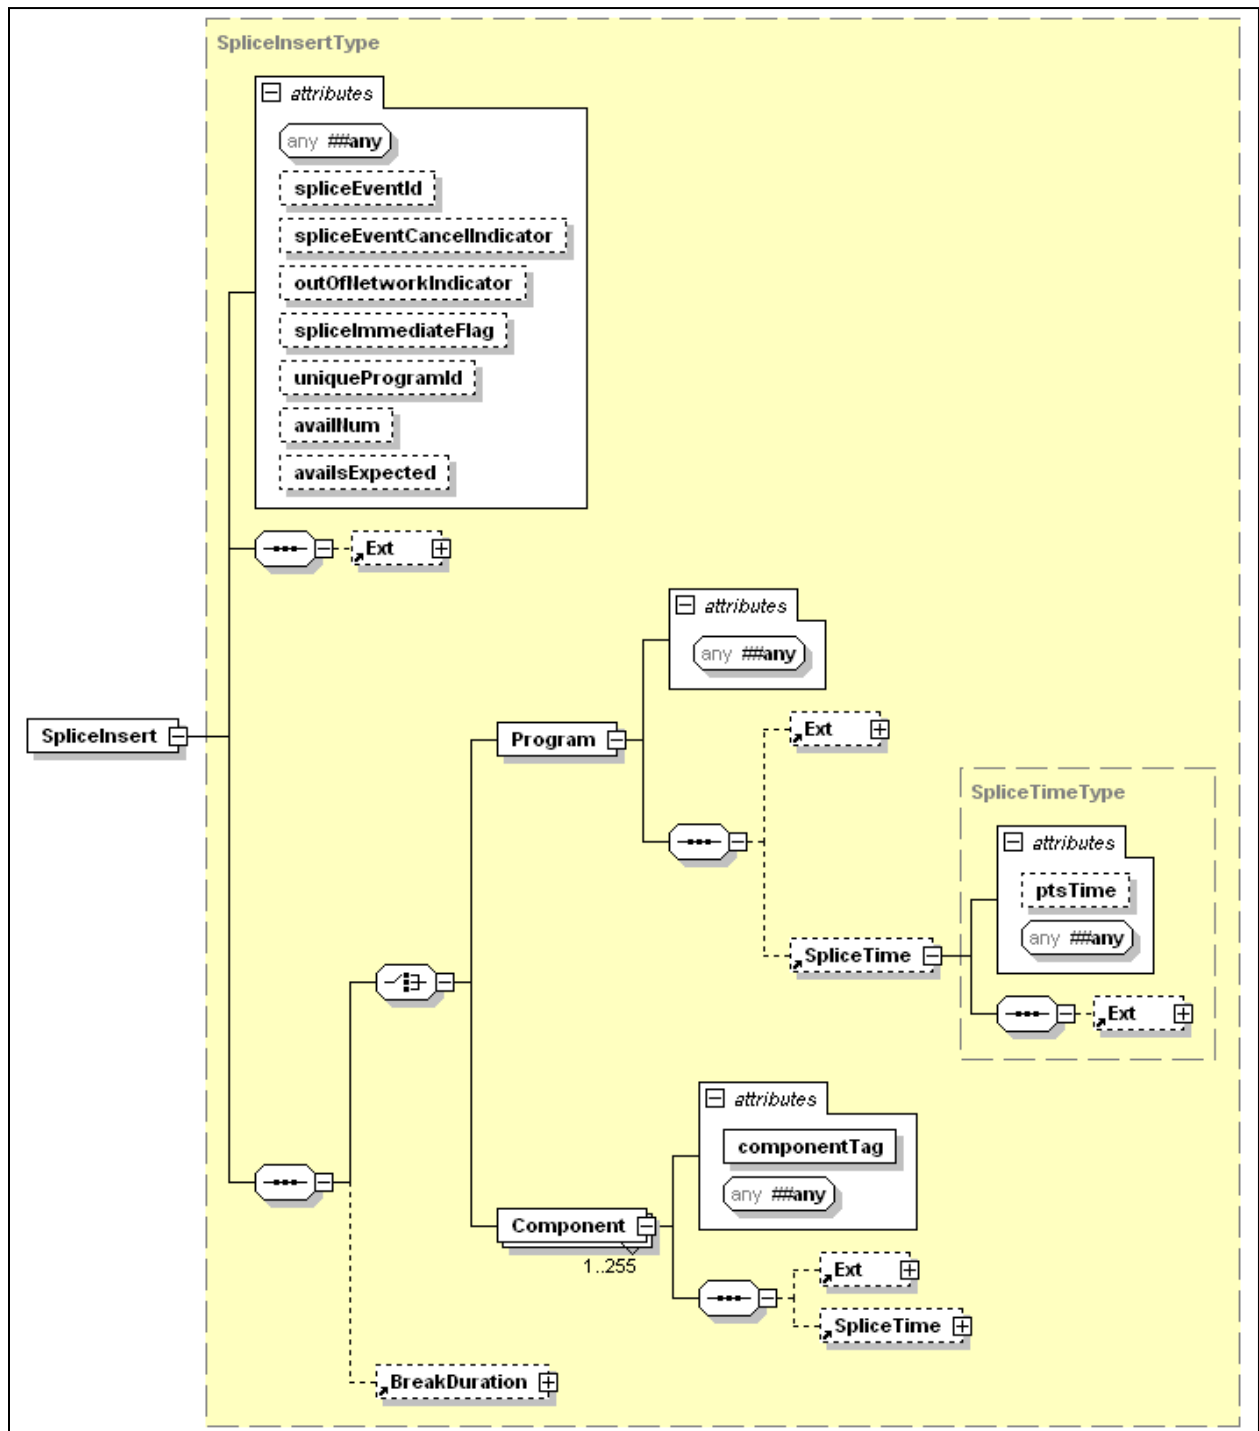 SpliceInsertType
attributes
any ##any
spliceEventId
spliceEventCancelIndicator
outOfNetworkIndicator
spliceImmediateFlag
uniqueProgramId
availNum
availsExpected
Ext
attributes
any ##any
SpliceInsert
Program
Ext
SpliceTimeType
attributes
ptsTime
any ##any
SpliceTime
Ext
attributes
componentTag
any ##any
Component
1..255
Ext
SpliceTime
BreakDuration